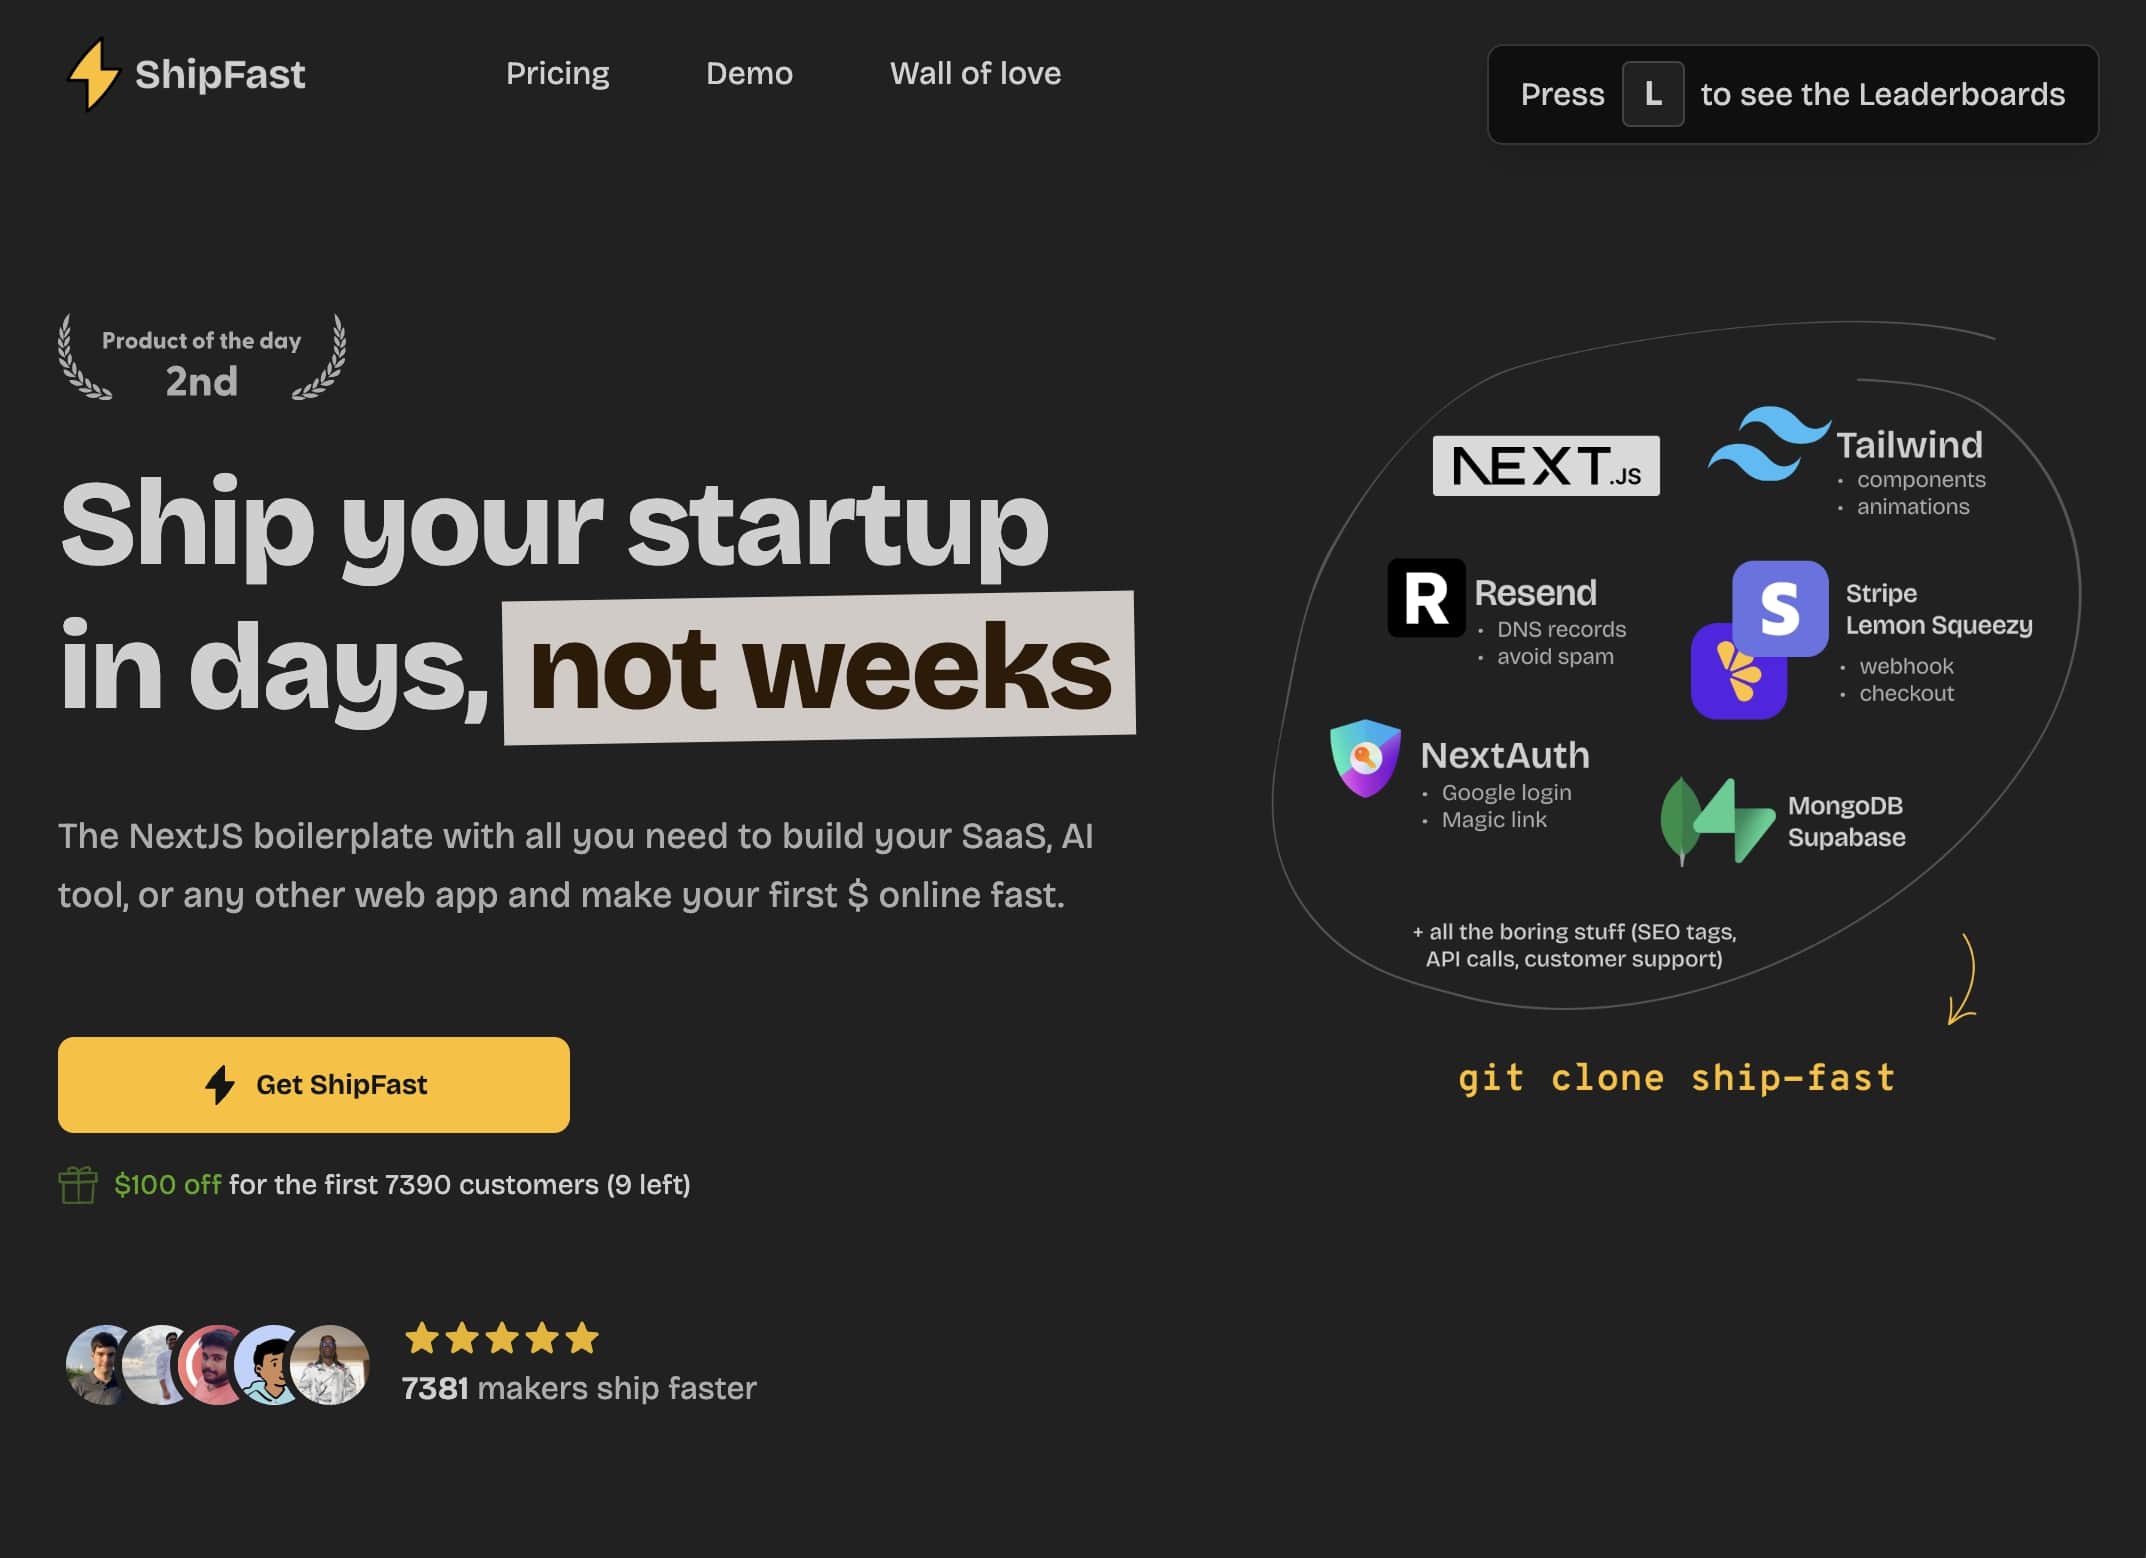 ShipFast
Pricing
Demo
Wall of love
Press L to see the Leaderboards
Product of the day
2nd
Ship your startup
in days, not weeks
The NextJS boilerplate with all you need to build your SaaS, AI
tool, or any other web app and make your first $ online fast.
Get ShipFast
$100 off for the first 7390 customers (9 left)
7381 makers ship faster
NEXT.JS
Tailwind
• components
• animations
R Resend
• DNS records
• avoid spam
S
Stripe
Lemon Squeezy
• webhook
• checkout
NextAuth
• Google login
• Magic link
MongoDB
Supabase
+ all the boring stuff (SEO tags,
API calls, customer support)
git clone ship-fast